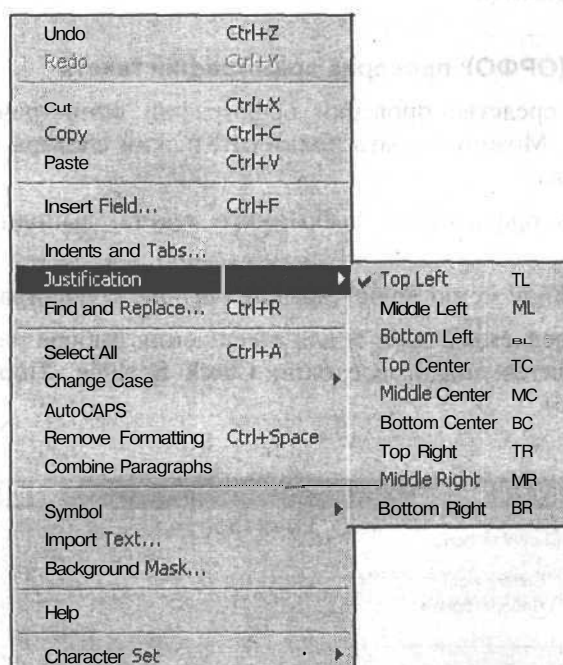 Undo Ctrl+Z
Redo Ctrl+Y
Cut Ctrl+X
Copy Ctrl+C
Paste Ctrl+V
Insert Field... Ctrl+F
Indents and Tabs...
Justification
Find and Replace... Ctrl+R
Select All Ctrl+A
Change Case
AutoCAPS
Remove Formatting Ctrl+Space
Combine Paragraphs
Symbol
Import Text...
Background Mask...
Help
Character Set
Top Left TL
Middle Left ML
Bottom Left BL
Top Center TC
Middle Center MC
Bottom Center BC
Top Right TR
Middle Right MR
Bottom Right BR